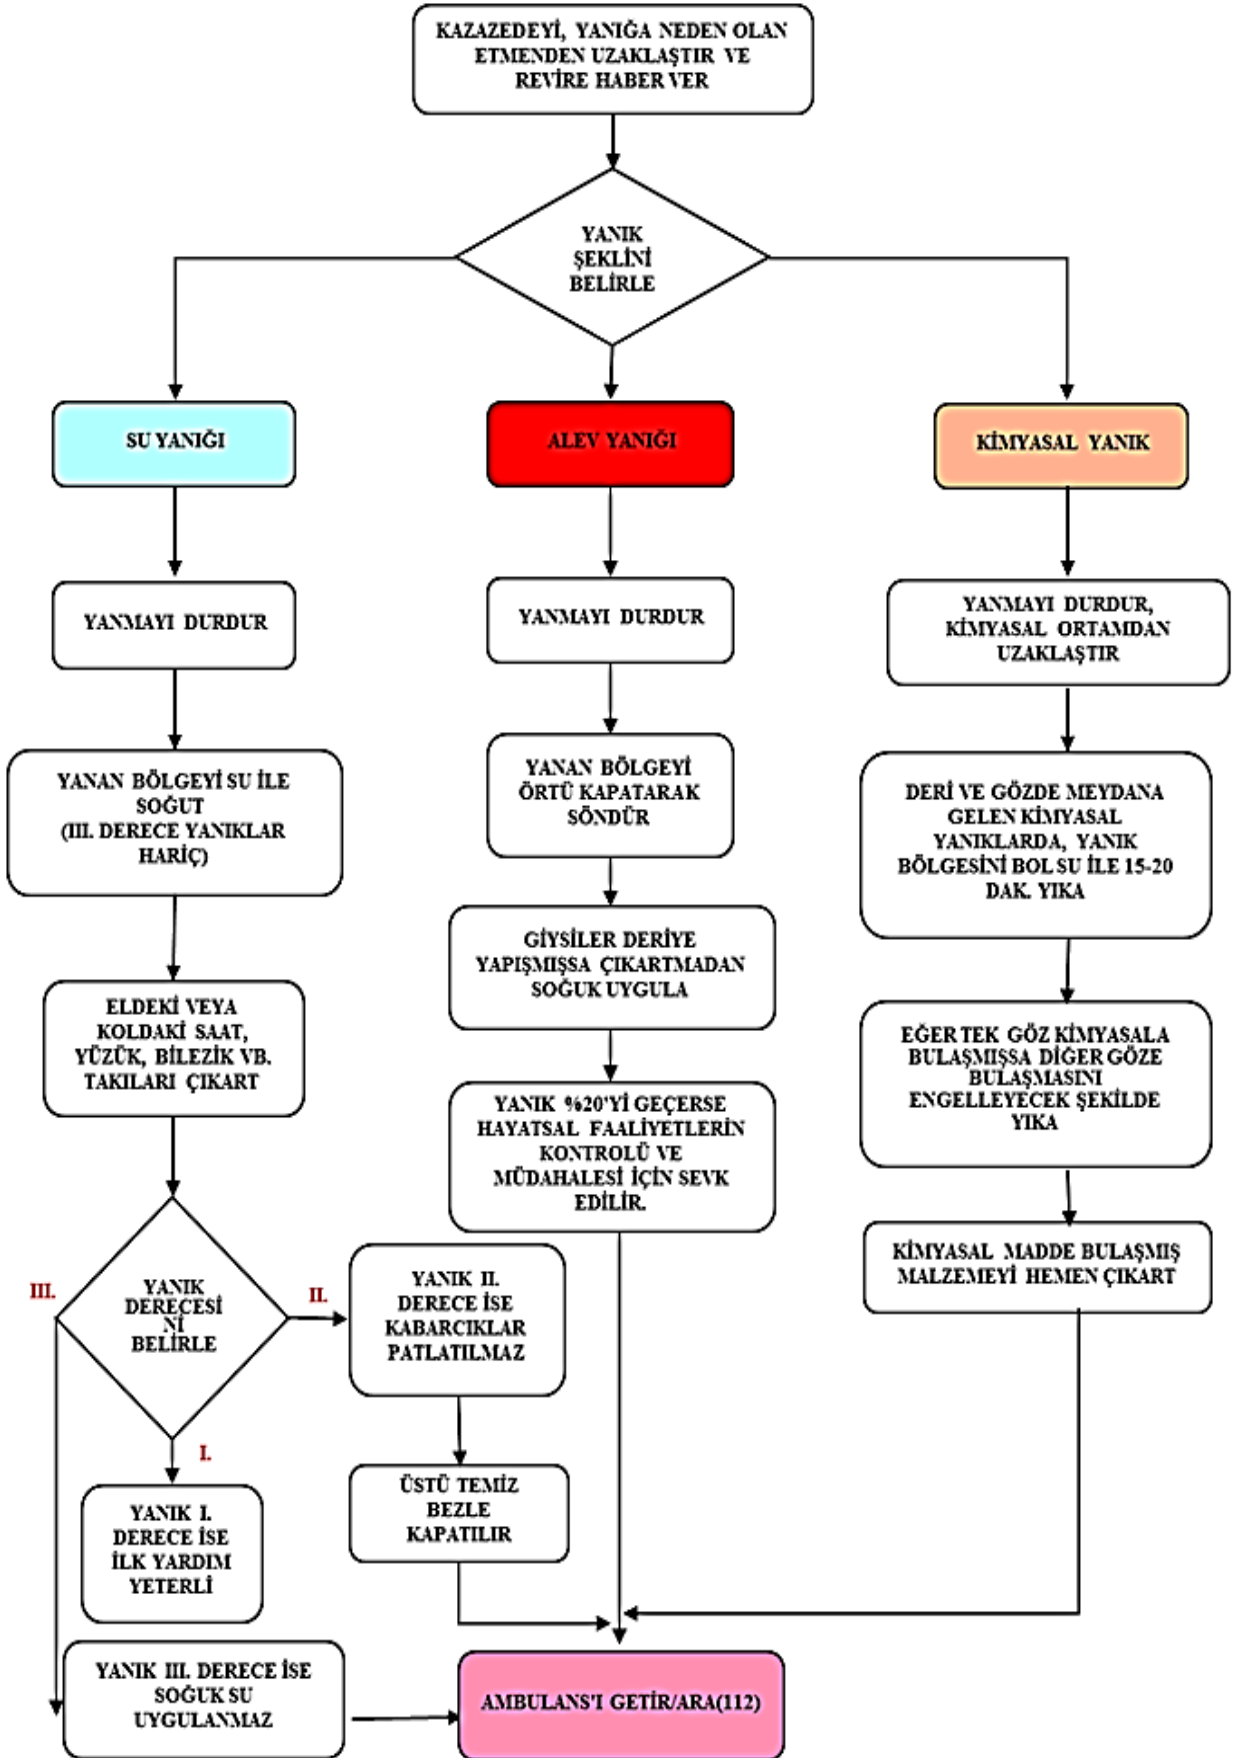 KAZAZEDEYİ, YANIĞA NEDEN OLAN
ETMENDEN UZAKLAŞTIR VE
REVİRE HABER VER
YANIK
ŞEKLİNİ
BELİRLE
SU YANIĞI
ALEV YANIĞI
KİMYASAL YANIK
YANMAYI DURDUR
YANMAYI DURDUR
YANMAYI DURDUR,
KİMYASAL ORTAMDAN
UZAKLAŞTIR
YANAN BÖLGEYİ SU İLE
SOĞUT
(III. DERECE YANIKLAR
HARİÇ)
YANAN BÖLGEYİ
ÖRTÜ KAPATARAK
SÖNDÜR
DERİ VE GÖZDE MEYDANA
GELEN KİMYASAL
YANIKLARDA, YANIK
BÖLGESİNİ BOL SU İLE 15-20
DAK. YIKA
GİYSİLER DERİYE
YAPIŞMIŞSA ÇIKARTMADAN
SOĞUK UYGULA
ELDEKİ VEYA
KOLDAKİ SAAT,
YÜZÜK, BİLEZİK VB.
TAKILARI ÇIKART
EĞER TEK GÖZ KİMYASALA
BULAŞMIŞSA DİĞER GÖZE
BULAŞMASINI
ENGELLEYECEK ŞEKİLDE
YIKA
YANIK %20'Yİ GEÇERSE
HAYATSAL FAALİYETLERİN
KONTROLÜ VE
MÜDAHALESİ İÇİN SEVK
EDİLİR.
KİMYASAL MADDE BULAŞMIŞ
MALZEMEYİ HEMEN ÇIKART
III.
YANIK
DERECESİ
Nİ
BELİRLE
II.
YANIK II.
DERECE İSE
KABARCIKLAR
PATLATILMAZ
I.
YANIK I.
DERECE İSE
İLK YARDIM
YETERLİ
ÜSTÜ TEMİZ
BEZLE
KAPATILIR
YANIK III. DERECE İSE
SOĞUK SU
UYGULANMAZ
AMBULANS'I GETİR/ARA(112)